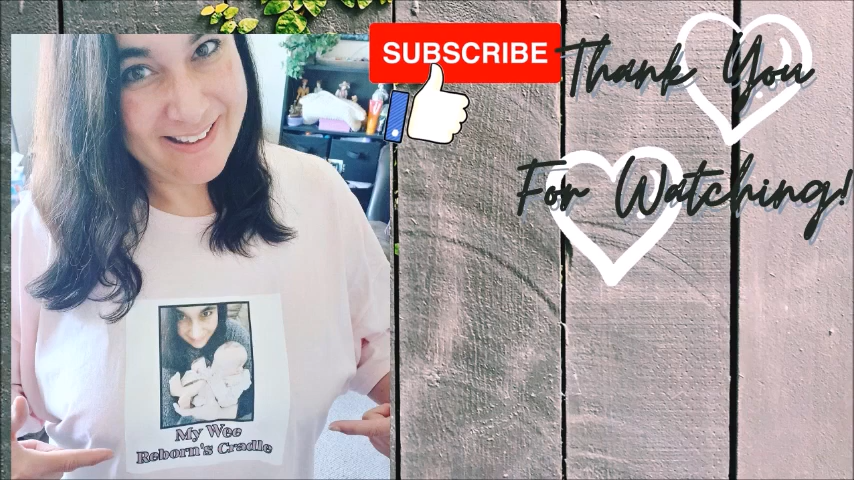 SUBSCRIBE
Thank You
For Watching!
My Wee
Reborn's Cradle